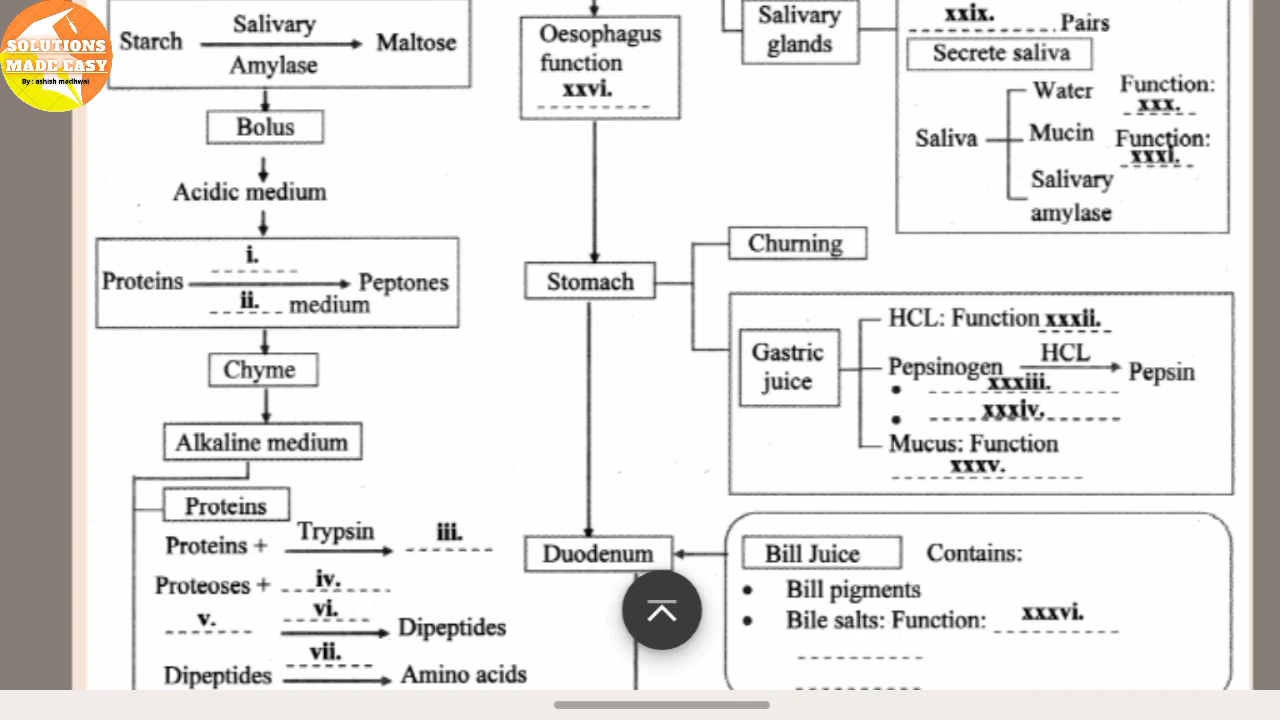 SOLUTIONS
MADE EASY
By : ashish madhwal
Starch
Salivary
Amylase
Maltose
Bolus
Acidic medium
Proteins
i.
ii. medium
Peptones
Chyme
Alkaline medium
Proteins
Proteins + Trypsin iii.
Proteoses + iv.
v. vi. Dipeptides
Dipeptides vii. Amino acids
Oesophagus
function
xxvi.
Stomach
Duodenum
Salivary
glands
xxix. Pairs
Secrete saliva
Saliva
Water
Function:
xxx.
Mucin
Function:
xxxi.
Salivary
amylase
Churning
Gastric
juice
HCL: Function xxxii.
Pepsinogen HCL Pepsin
• xxxiii.
• xxxiv.
Mucus: Function
xxxv.
Bill Juice Contains:
• Bill pigments
• Bile salts: Function: xxxvi.